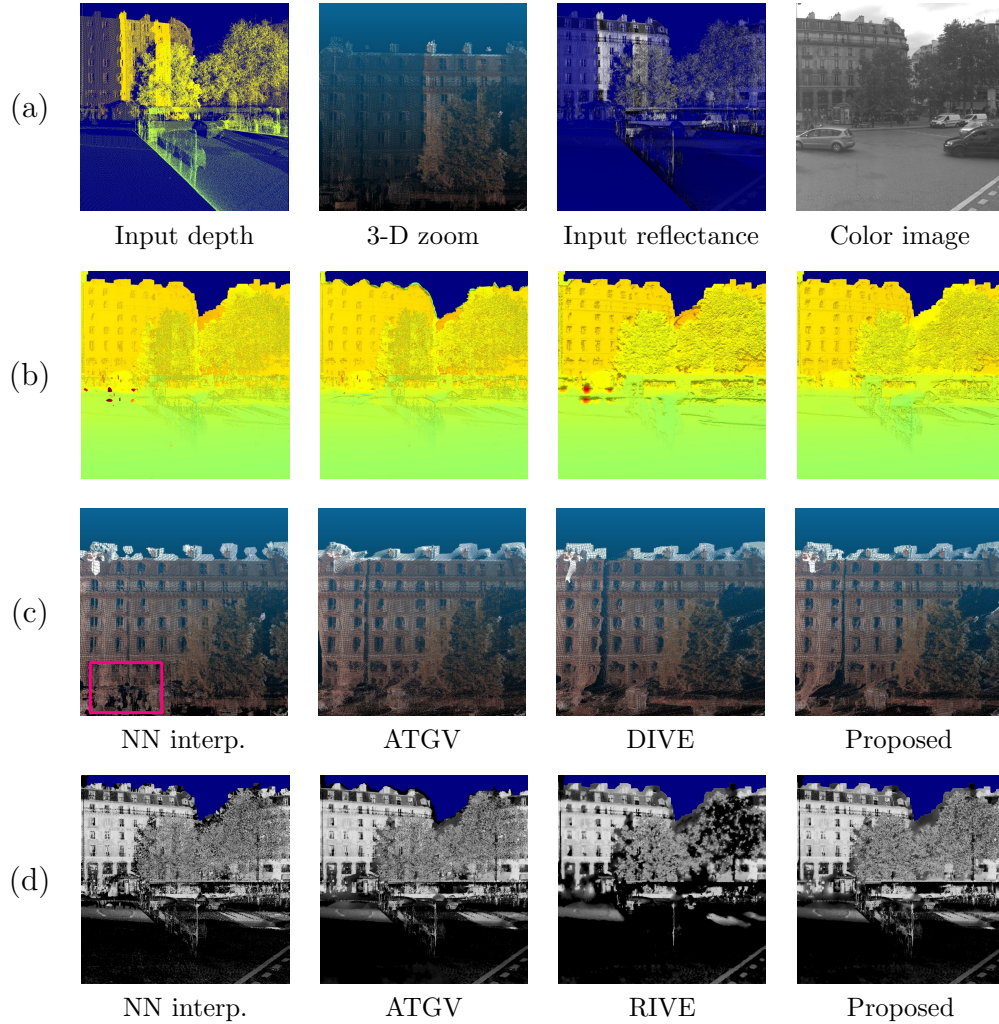 (a)
Input depth
3-D zoom
Input reflectance
Color image
(b)
(c)
NN interp.
ATGV
DIVE
Proposed
(d)
NN interp.
ATGV
RIVE
Proposed